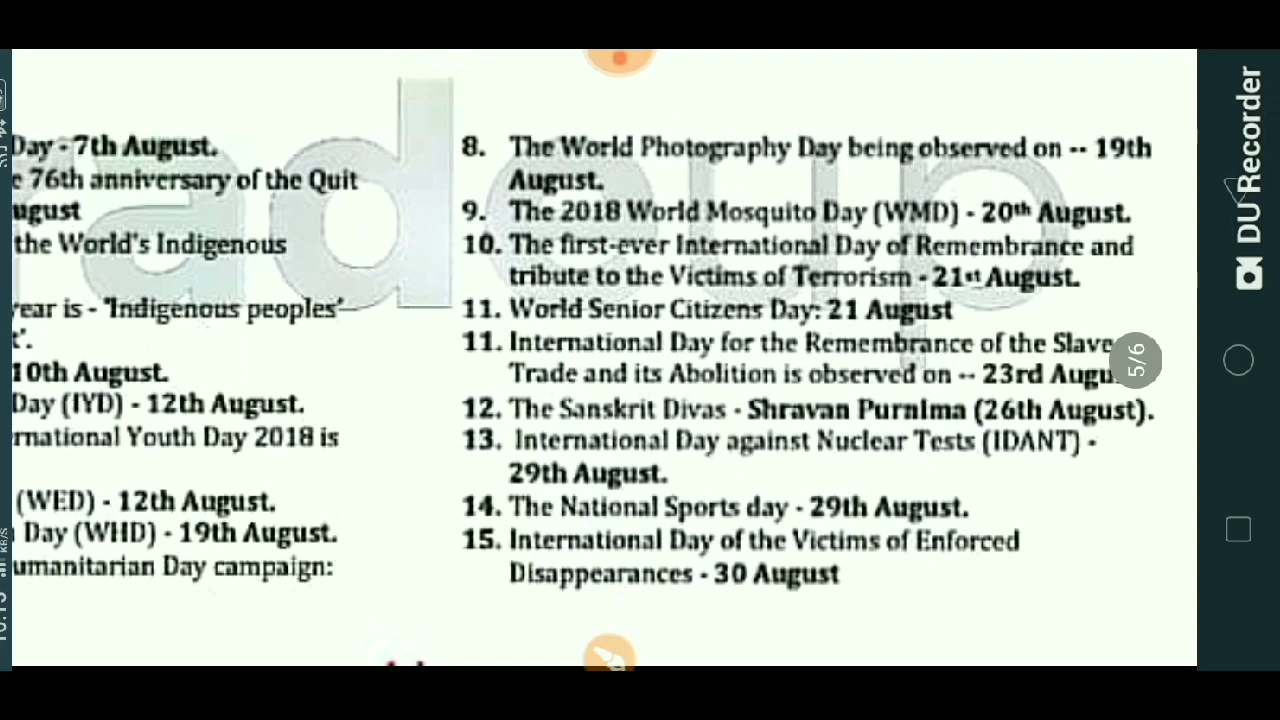 Day - 7th August.
e 76th anniversary of the Quit
ugust
the World's Indigenous
ear is - 'Indigenous peoples'
t'.
10th August.
Day (IYD) - 12th August.
rnational Youth Day 2018 is
(WED) - 12th August.
Day (WHD) - 19th August.
umanitarian Day campaign:
8. The World Photography Day being observed on -- 19th
August.
9. The 2018 World Mosquito Day (WMD) - 20th August.
10. The first-ever International Day of Remembrance and
tribute to the Victims of Terrorism - 21st August.
11. World Senior Citizens Day: 21 August
11. International Day for the Remembrance of the Slave
Trade and its Abolition is observed on -- 23rd Augu
12. The Sanskrit Divas - Shravan Purnima (26th August).
13. International Day against Nuclear Tests (IDANT) -
29th August.
14. The National Sports day - 29th August.
15. International Day of the Victims of Enforced
Disappearances - 30 August
5/6
DU Recorder